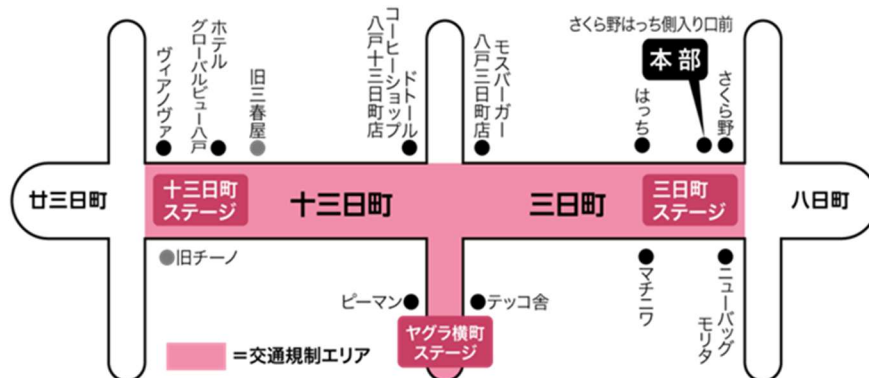 さくら野はっち側入り口前
本部
ヴィアノヴァ
ホテル
グローバルビュー八戸
旧三春屋
ドトール
コーヒーショップ
八戸十三日町店
モスバーガー
八戸三日町店
はっち
さくら野
廿三日町
十三日町
ステージ
十三日町
三日町
三日町
ステージ
八日町
旧チーノ
ピーマン
テッコ舎
マチニワ
ニューバッグ
モリタ
ヤグラ横町
ステージ
=交通規制エリア